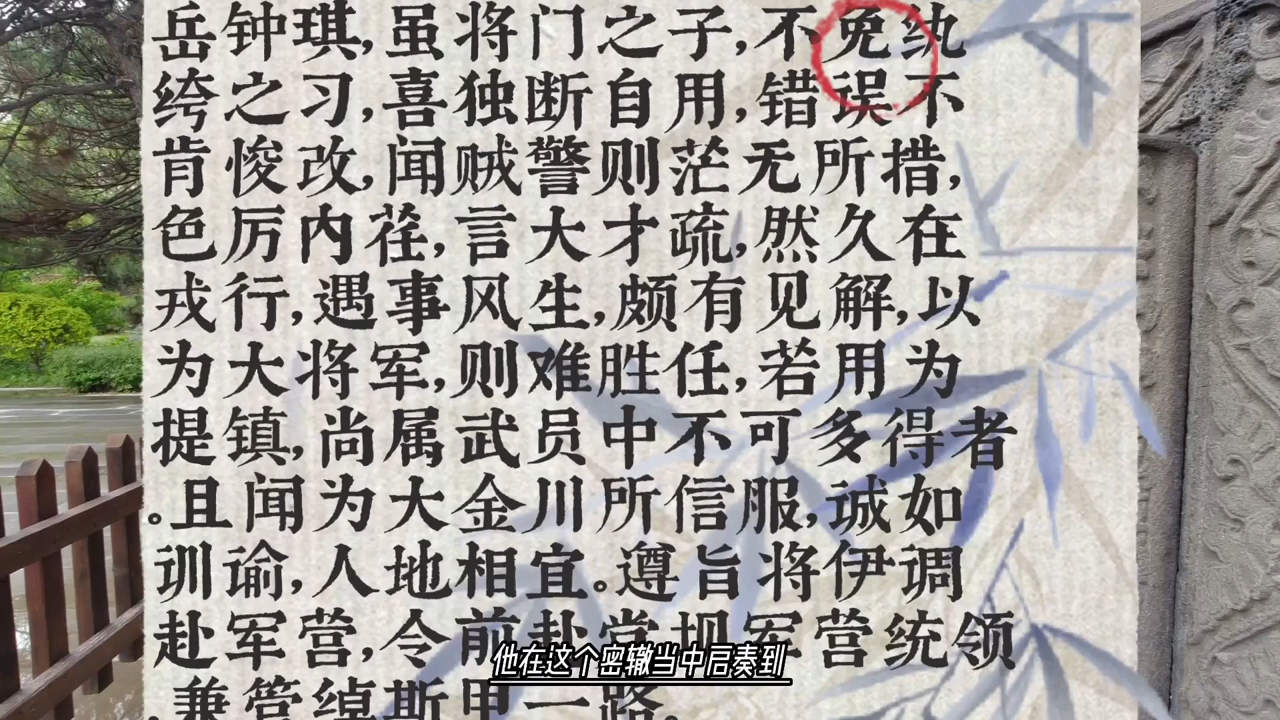 岳钟琪,虽将门之子,不免纨
绔之习,喜独断自用,错误不
肯悛改,闻贼警则茫无所措,
色厉内荏,言大才疏,然久在
戎行,遇事风生,颇有见解,以
为大将军,则难胜任,若用为
提镇,尚属武员中不可多得者
。且闻为大金川所信服,诚如
训谕,人地相宜。遵旨将伊调
赴军营,令前赴党坝军营统领
,兼管绰斯甲一路。
他在这个密辙当中启奏到